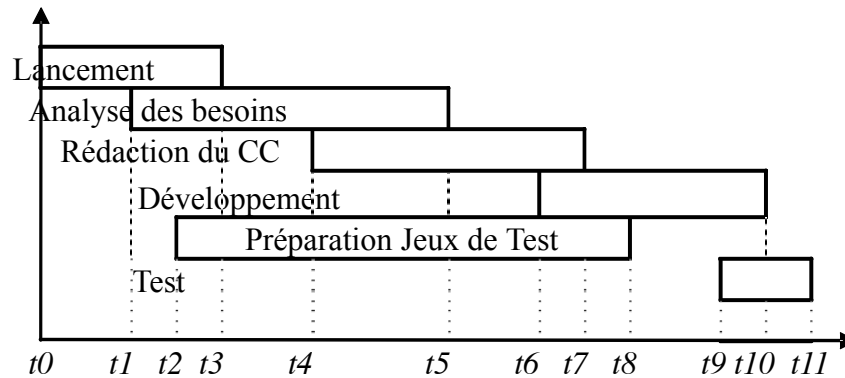 Lancement
Analyse des besoins
Rédaction du CC
Développement
Préparation Jeux de Test
Test
t0 t1 t2 t3 t4 t5 t6 t7 t8 t9 t10 t11